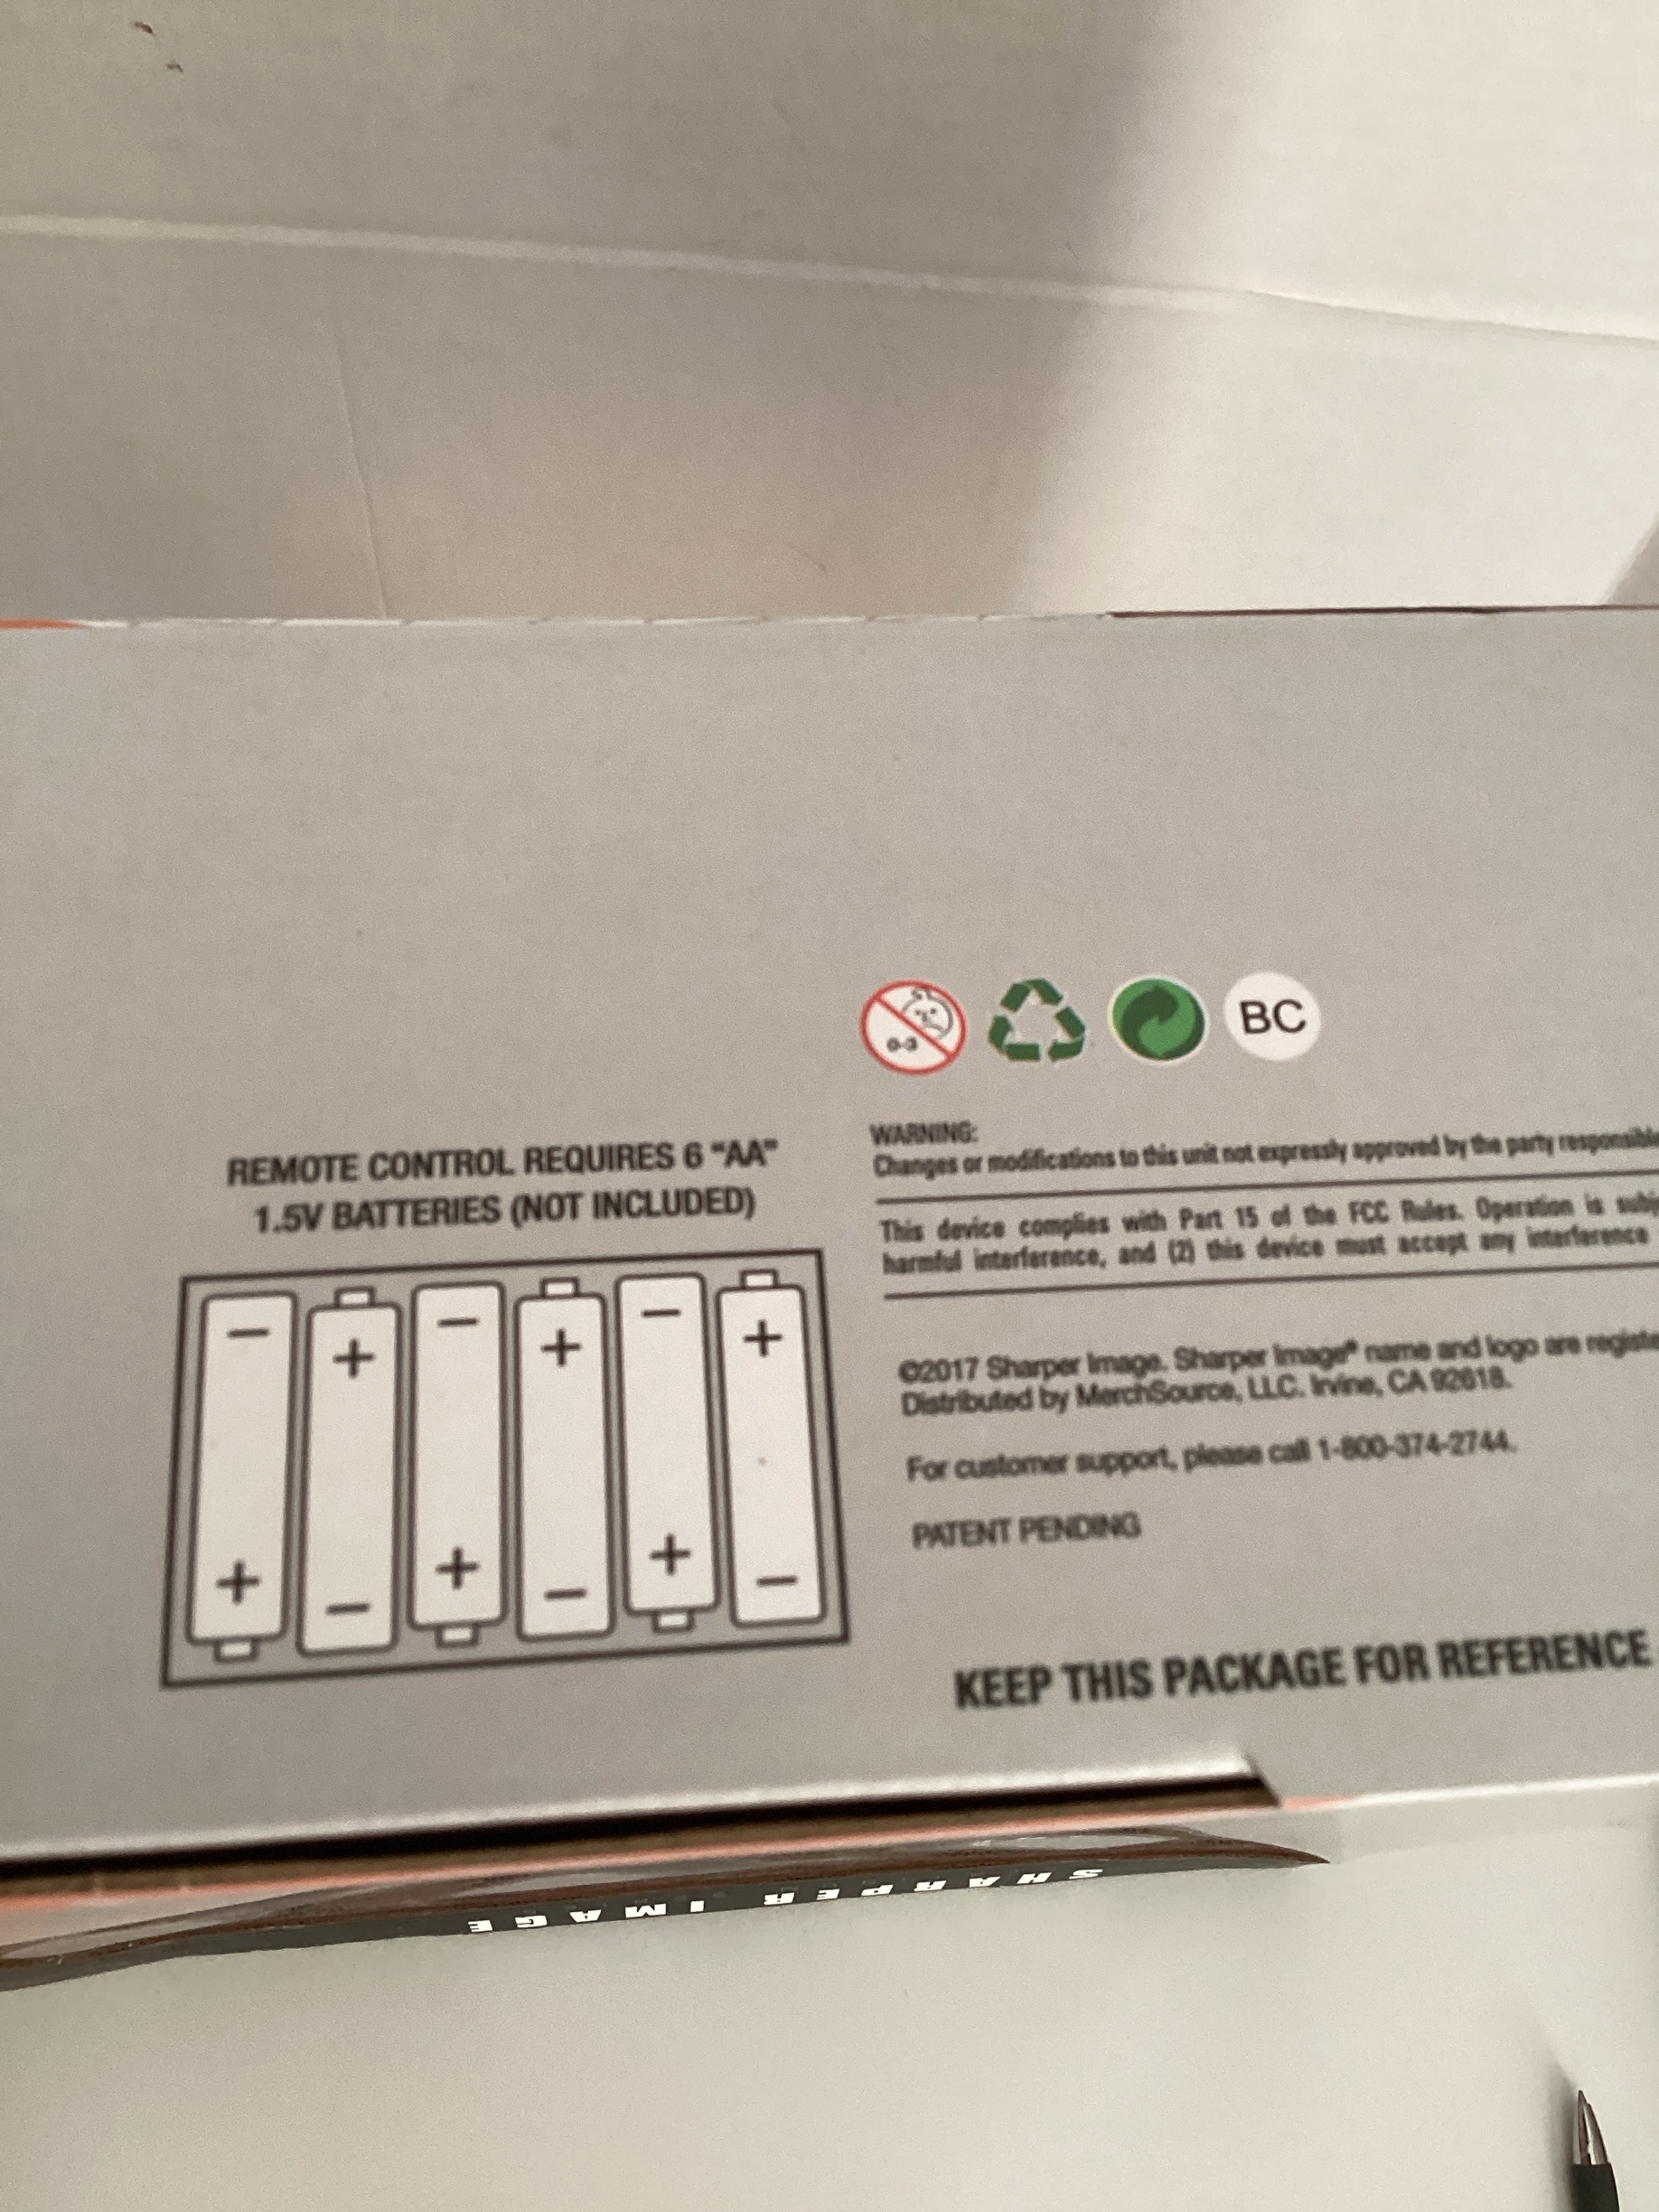 0-3
BC
REMOTE CONTROL REQUIRES 6 “AA”
1.5V BATTERIES (NOT INCLUDED)
− + − + − +
+ − + − + −
WARNING:
Changes or modifications to this unit not expressly approved by the party responsible
This device complies with Part 15 of the FCC Rules. Operation is
harmful interference, and (2) this device must accept any interference
©2017 Sharper Image. Sharper Image® name and logo are
Distributed by MerchSource, LLC. Irvine, CA 92618.
For customer support, please call 1-800-374-2744.
PATENT PENDING
KEEP THIS PACKAGE FOR REFERENCE
SHARPER IMAGE